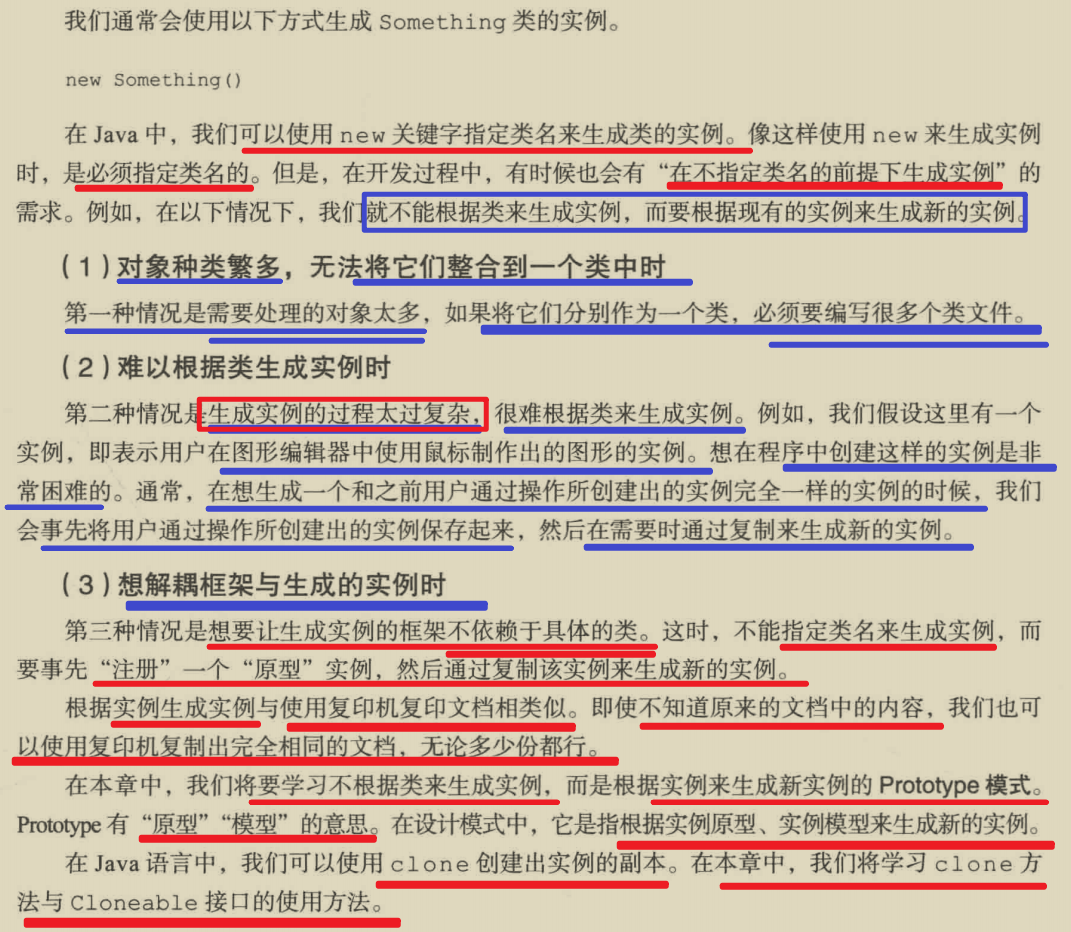 我们通常会使用以下方式生成 Something 类的实例。
new Something()
在 Java 中，我们可以使用 new 关键字指定类名来生成类的实例。像这样使用 new 来生成实例
时，是必须指定类名的。但是，在开发过程中，有时候也会有“在不指定类名的前提下生成实例”的
需求。例如，在以下情况下，我们就不能根据类来生成实例，而要根据现有的实例来生成新的实例。
（1）对象种类繁多，无法将它们整合到一个类中时
第一种情况是需要处理的对象太多，如果将它们分别作为一个类，必须要编写很多个类文件。
（2）难以根据类生成实例时
第二种情况是生成实例的过程太过复杂，很难根据类来生成实例。例如，我们假设这里有一个
实例，即表示用户在图形编辑器中使用鼠标制作出的图形的实例。想在程序中创建这样的实例是非
常困难的。通常，在想生成一个和之前用户通过操作所创建出的实例完全一样的实例的时候，我们
会事先将用户通过操作所创建出的实例保存起来，然后在需要时通过复制来生成新的实例。
（3）想解耦框架与生成的实例时
第三种情况是想要让生成实例的框架不依赖于具体的类。这时，不能指定类名来生成实例，而
要事先“注册”一个“原型”实例，然后通过复制该实例来生成新的实例。
根据实例生成实例与使用复印机复印文档相类似。即使不知道原来的文档中的内容，我们也可
以使用复印机复制出完全相同的文档，无论多少份都行。
在本章中，我们将要学习不根据类来生成实例，而是根据实例来生成新实例的 Prototype 模式。
Prototype 有“原型”“模型”的意思。在设计模式中，它是指根据实例原型、实例模型来生成新的实例。
在 Java 语言中，我们可以使用 clone 创建出实例的副本。在本章中，我们将学习 clone 方
法与 Cloneable 接口的使用方法。